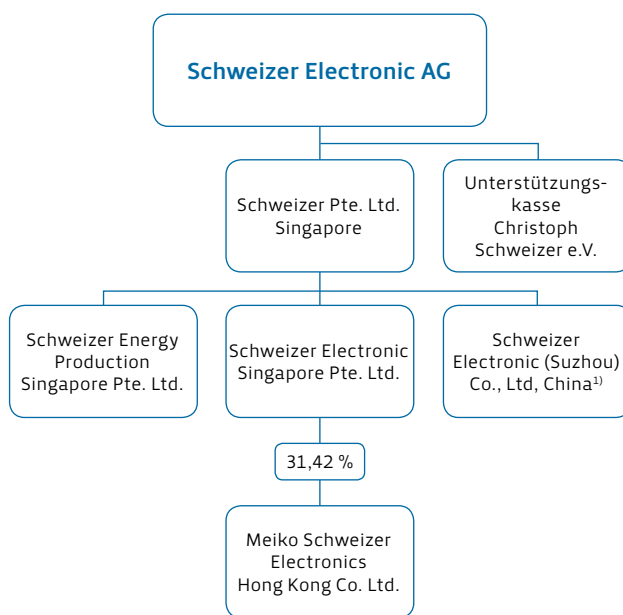 Schweizer Electronic AG
Schweizer Pte. Ltd.
Singapore
Unterstützungs-
kasse
Christoph
Schweizer e.V.
Schweizer Energy
Production
Singapore Pte. Ltd.
Schweizer Electronic
Singapore Pte. Ltd.
Schweizer
Electronic (Suzhou)
Co., Ltd, China¹⁾
31,42 %
Meiko Schweizer
Electronics
Hong Kong Co. Ltd.